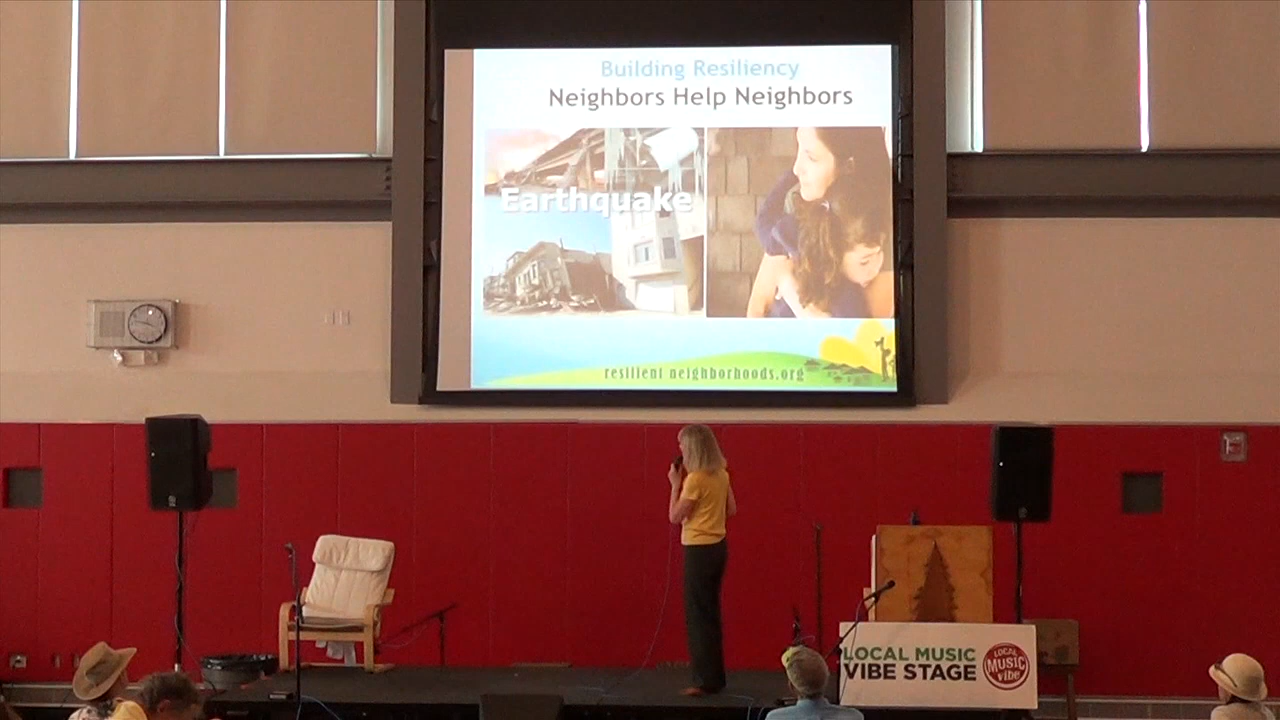 Building Resiliency
Neighbors Help Neighbors
Earthquake
resilient neighborhoods.org
LOCAL MUSIC
VIBE STAGE
LOCAL
MUSIC
vibe